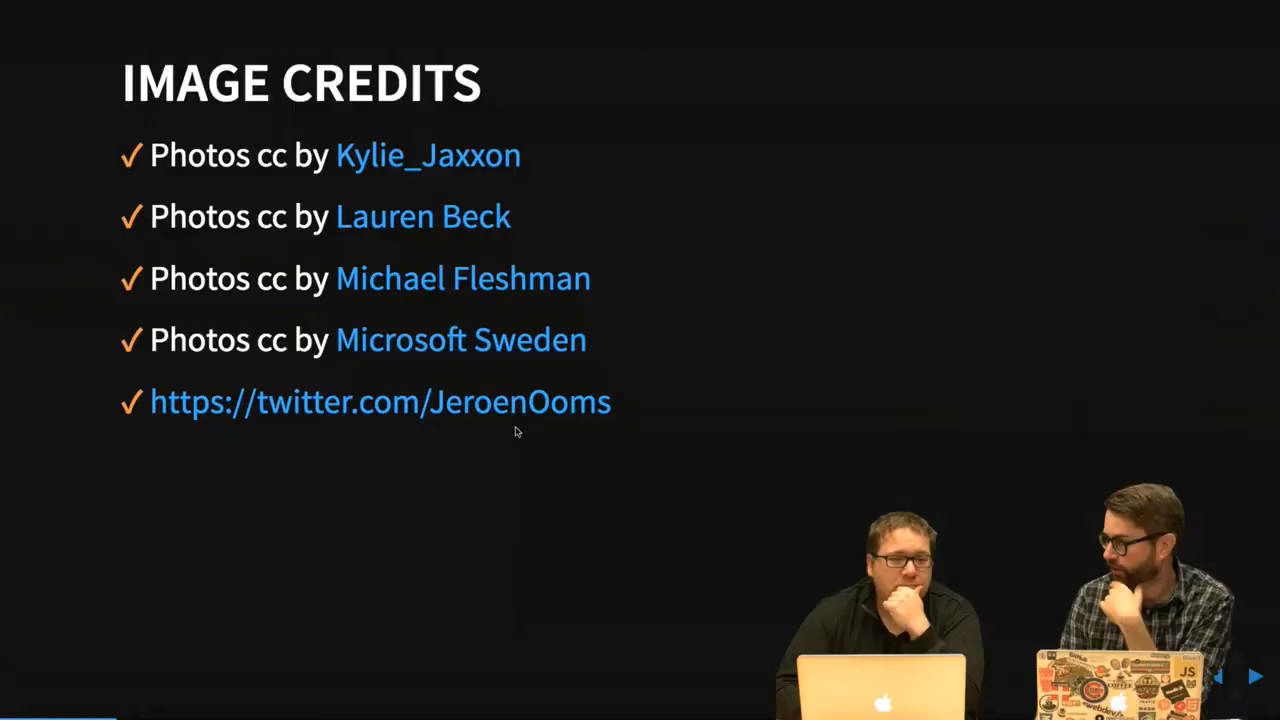 IMAGE CREDITS
✓ Photos cc by Kylie_Jaxxon
✓ Photos cc by Lauren Beck
✓ Photos cc by Michael Fleshman
✓ Photos cc by Microsoft Sweden
✓ https://twitter.com/JeroenOoms
JS